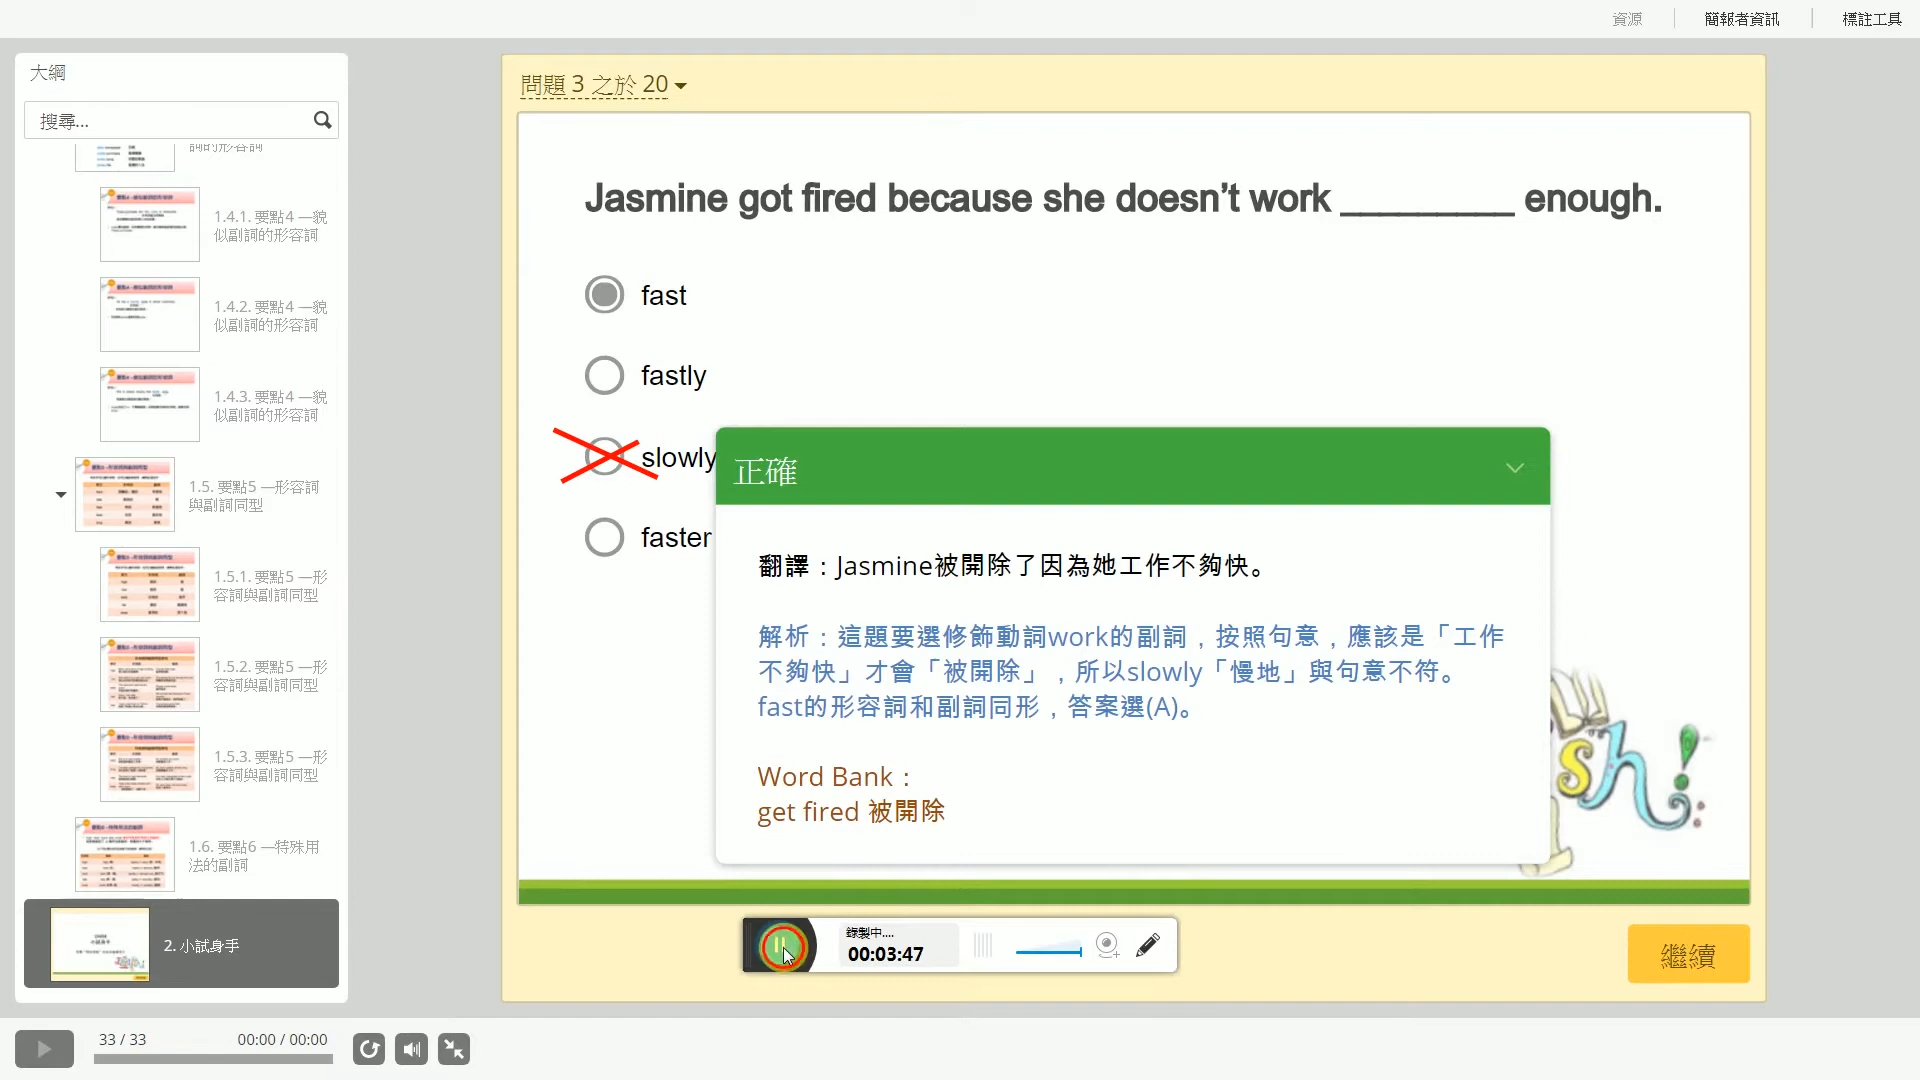 資源
簡報者資訊
標註工具
大綱
搜尋...
詞的形容詞
1.4.1. 要點4 —貌
似副詞的形容詞
1.4.2. 要點4 —貌
似副詞的形容詞
1.4.3. 要點4 —貌
似副詞的形容詞
1.5. 要點5 —形容詞
與副詞同型
1.5.1. 要點5 —形
容詞與副詞同型
1.5.2. 要點5 —形
容詞與副詞同型
1.5.3. 要點5 —形
容詞與副詞同型
1.6. 要點6 —特殊用
法的副詞
2. 小試身手
33 / 33
00:00 / 00:00
問題 3 之於 20
Jasmine got fired because she doesn’t work _________ enough.
fast
fastly
slowly
faster
正確
翻譯：Jasmine被開除了因為她工作不夠快。
解析：這題要選修飾動詞work的副詞，按照句意，應該是「工作
不夠快」才會「被開除」，所以slowly「慢地」與句意不符。
fast的形容詞和副詞同形，答案選(A)。
Word Bank：
get fired 被開除
sh!
錄製中....
00:03:47
繼續